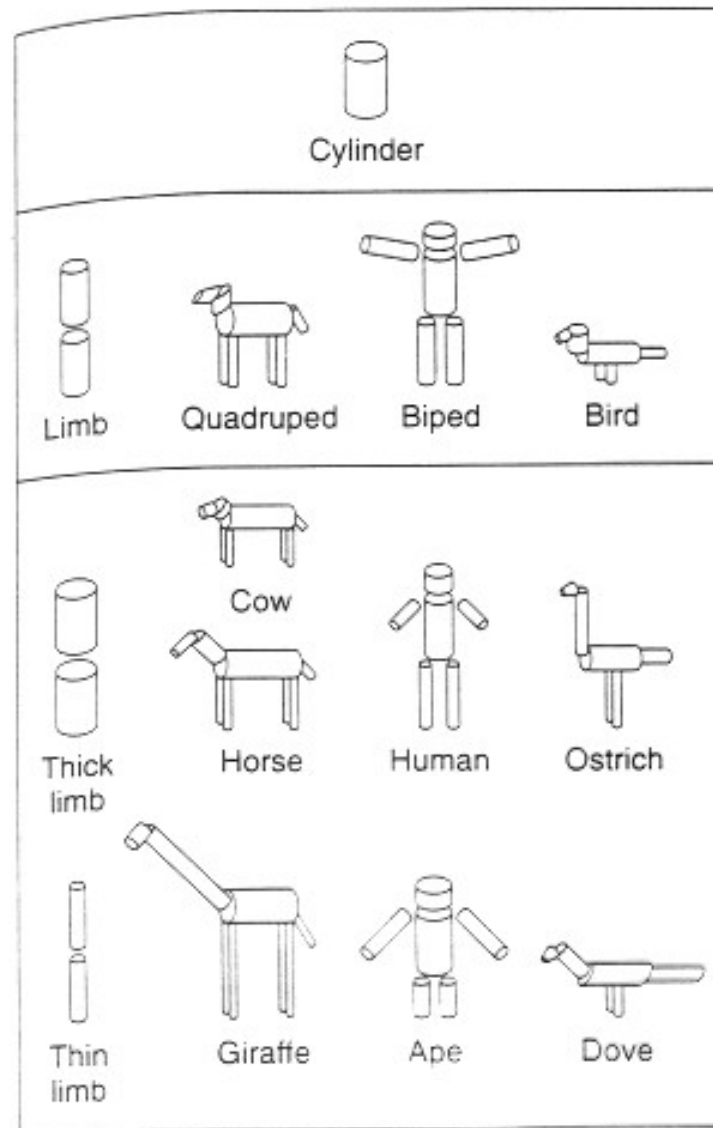 Cylinder
Limb
Quadruped
Biped
Bird
Cow
Thick
limb
Horse
Human
Ostrich
Thin
limb
Giraffe
Ape
Dove